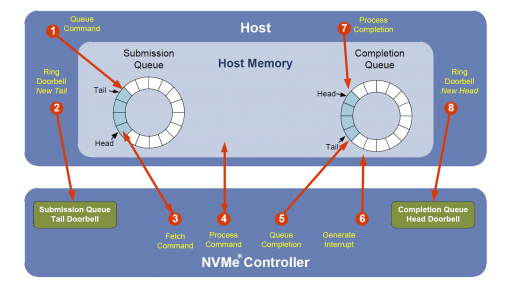 Host
1
Queue
Command
7
Process
Completion
Submission
Queue
Host Memory
Completion
Queue
Ring
Doorbell
New Tail
2
Tail
Head
Head
Tail
Ring
Doorbell
New Head
8
Submission Queue
Tail Doorbell
3
Fetch
Command
4
Process
Command
5
Queue
Completion
6
Generate
Interrupt
Completion Queue
Head Doorbell
NVMe* Controller